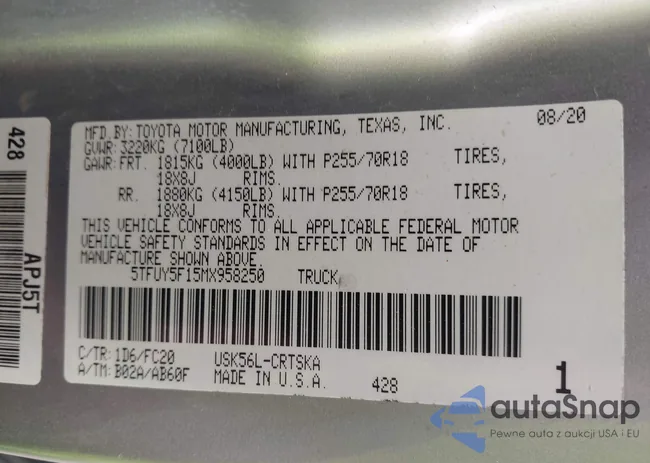 428
APJ5T
MFD.BY:TOYOTA MOTOR MANUFACTURING, TEXAS, INC. 08/20
GVWR: 3220KG (7100LB)
GAWR:FRT. 1815KG (4000LB) WITH P255/70R18 TIRES,
18X8J RIMS.
RR. 1880KG (4150LB) WITH P255/70R18 TIRES,
18X8J RIMS.
THIS VEHICLE CONFORMS TO ALL APPLICABLE FEDERAL MOTOR
VEHICLE SAFETY STANDARDS IN EFFECT ON THE DATE OF
MANUFACTURE SHOWN ABOVE.
5TFUY5F15MX958250 TRUCK
C/TR: 1D6/FC20 USK56L-CRTSKA
A/TM: B02A/AB60F MADE IN U.S.A. 428 1
autaSnap
Pewne auta z aukcji USA i EU